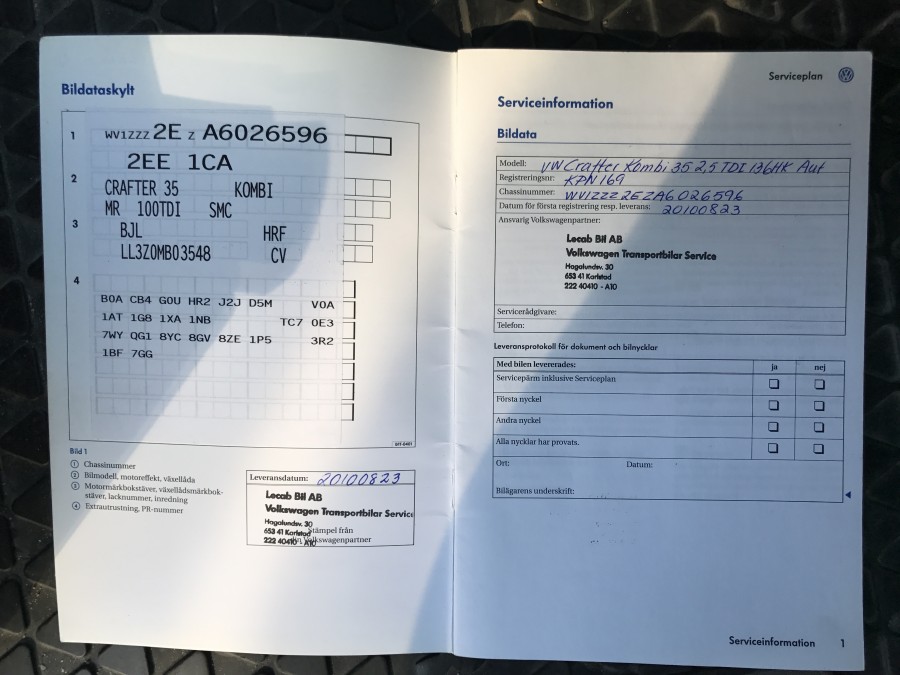 Bildataskylt
1 WV1ZZZ 2E Z A6026596
2EE 1CA
2 CRAFTER 35 KOMBI
MR 100TDI SMC
3 BJL HRF
LL3Z0MB03548 CV
4
B0A CB4 G0U HR2 J2J D5M V0A
1AT 1G8 1XA 1NB TC7 0E3
7WY QG1 8YC 8GV 8ZE 1P5 3R2
1BF 7GG
Bild 1
① Chassinummer
② Bilmodell, motoreffekt, växellåda
③ Motormärkbokstäver, växellådsmärkbok-
stäver, lacknummer, inredning
④ Extrautrustning, PR-nummer
Leveransdatum: 20100823
Lecab Bil AB
Volkswagen Transportbilar Service
Hagalundsv. 30
653 41 Karlstad
Stämpel från
222 40410 - A10
Volkswagenpartner
Serviceplan
Serviceinformation
Bildata
Modell: VW Crafter Kombi 35 2,5 TDI 136HK Aut
Registreringsnr: KPN169
Chassinummer: WV1ZZZ2EZA6026596
Datum för första registrering resp. leverans: 20100823
Ansvarig Volkswagenpartner:
Lecab Bil AB
Volkswagen Transportbilar Service
Hagalundsv. 30
653 41 Karlstad
222 40410 - A10
Servicerådgivare:
Telefon:
Leveransprotokoll för dokument och bilnycklar
Med bilen levererades: ja nej
Servicepärm inklusive Serviceplan
Första nyckel
Andra nyckel
Alla nycklar har provats.
Ort: Datum:
Bilägarens underskrift:
Serviceinformation 1